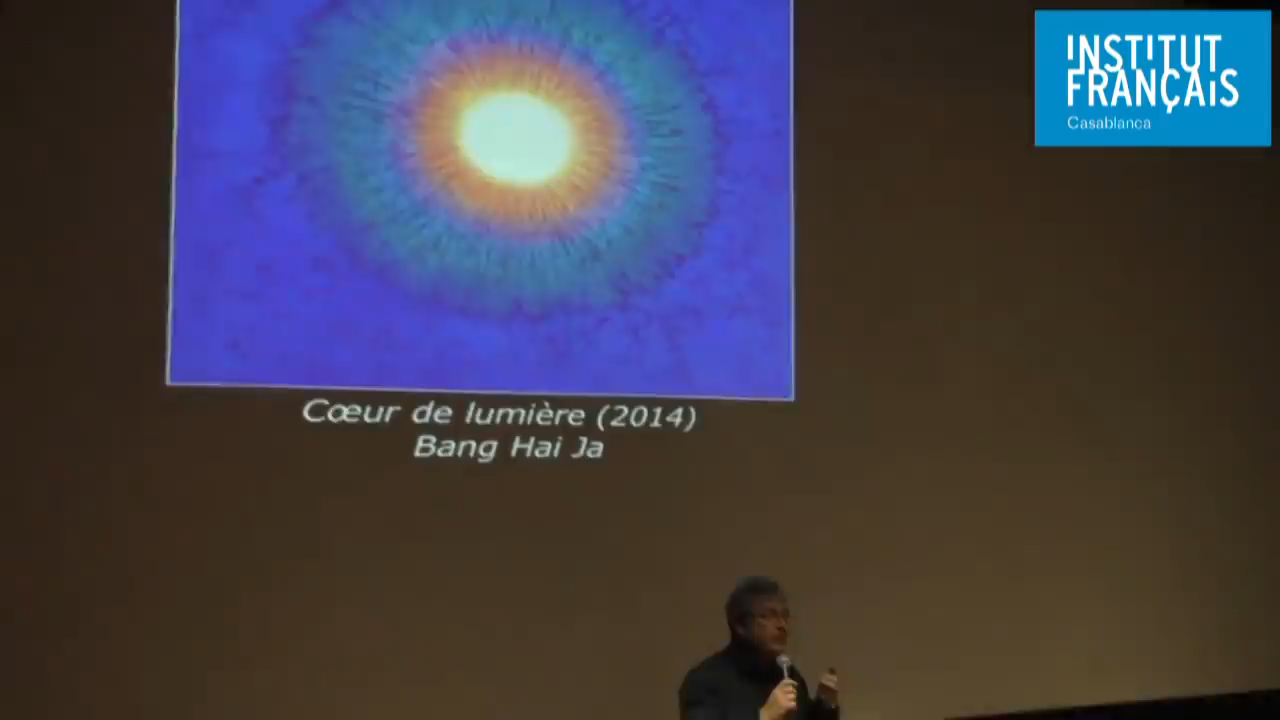 INSTITUT
FRANÇAIS
Casablanca
Cœur de lumière (2014)
Bang Hai Ja